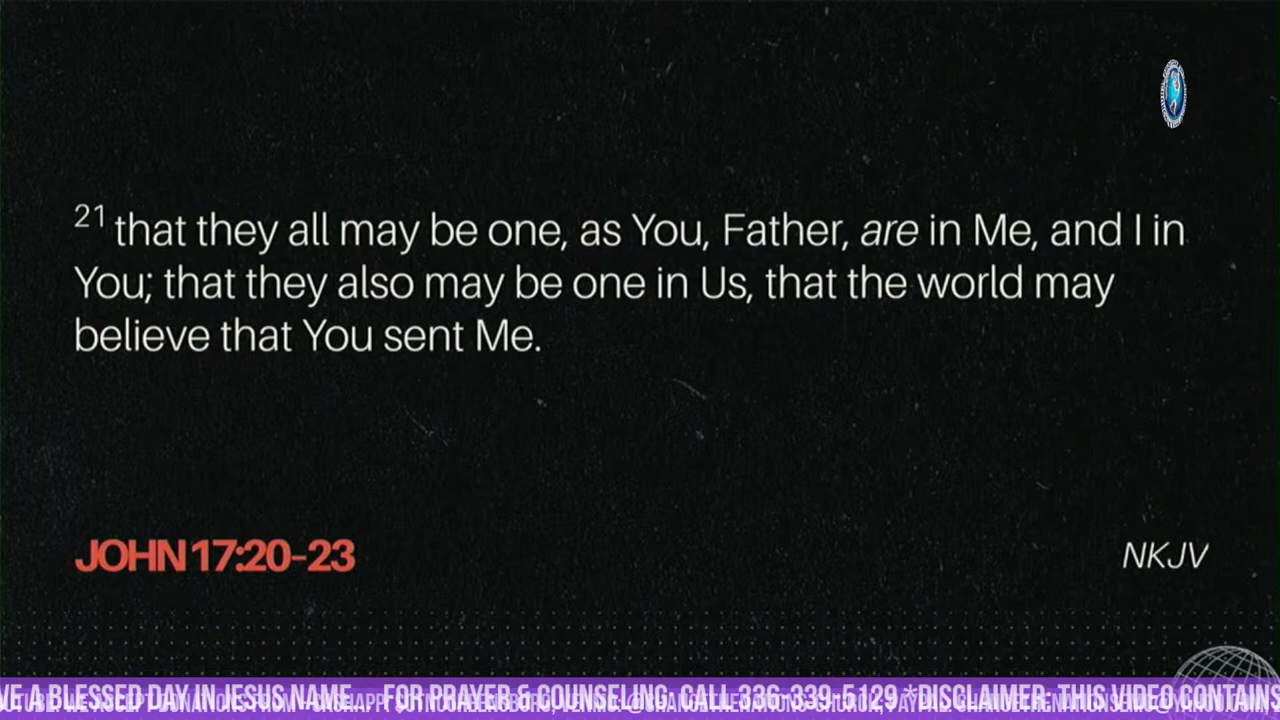 21 that they all may be one, as You, Father, are in Me, and I in
You; that they also may be one in Us, that the world may
believe that You sent Me.
JOHN 17:20-23
NKJV
VE A BLESSED DAY IN JESUS NAME... FOR PRAYER & COUNSELING: CALL 336-339-5129 *DISCLAIMER: THIS VIDEO CONTAINS